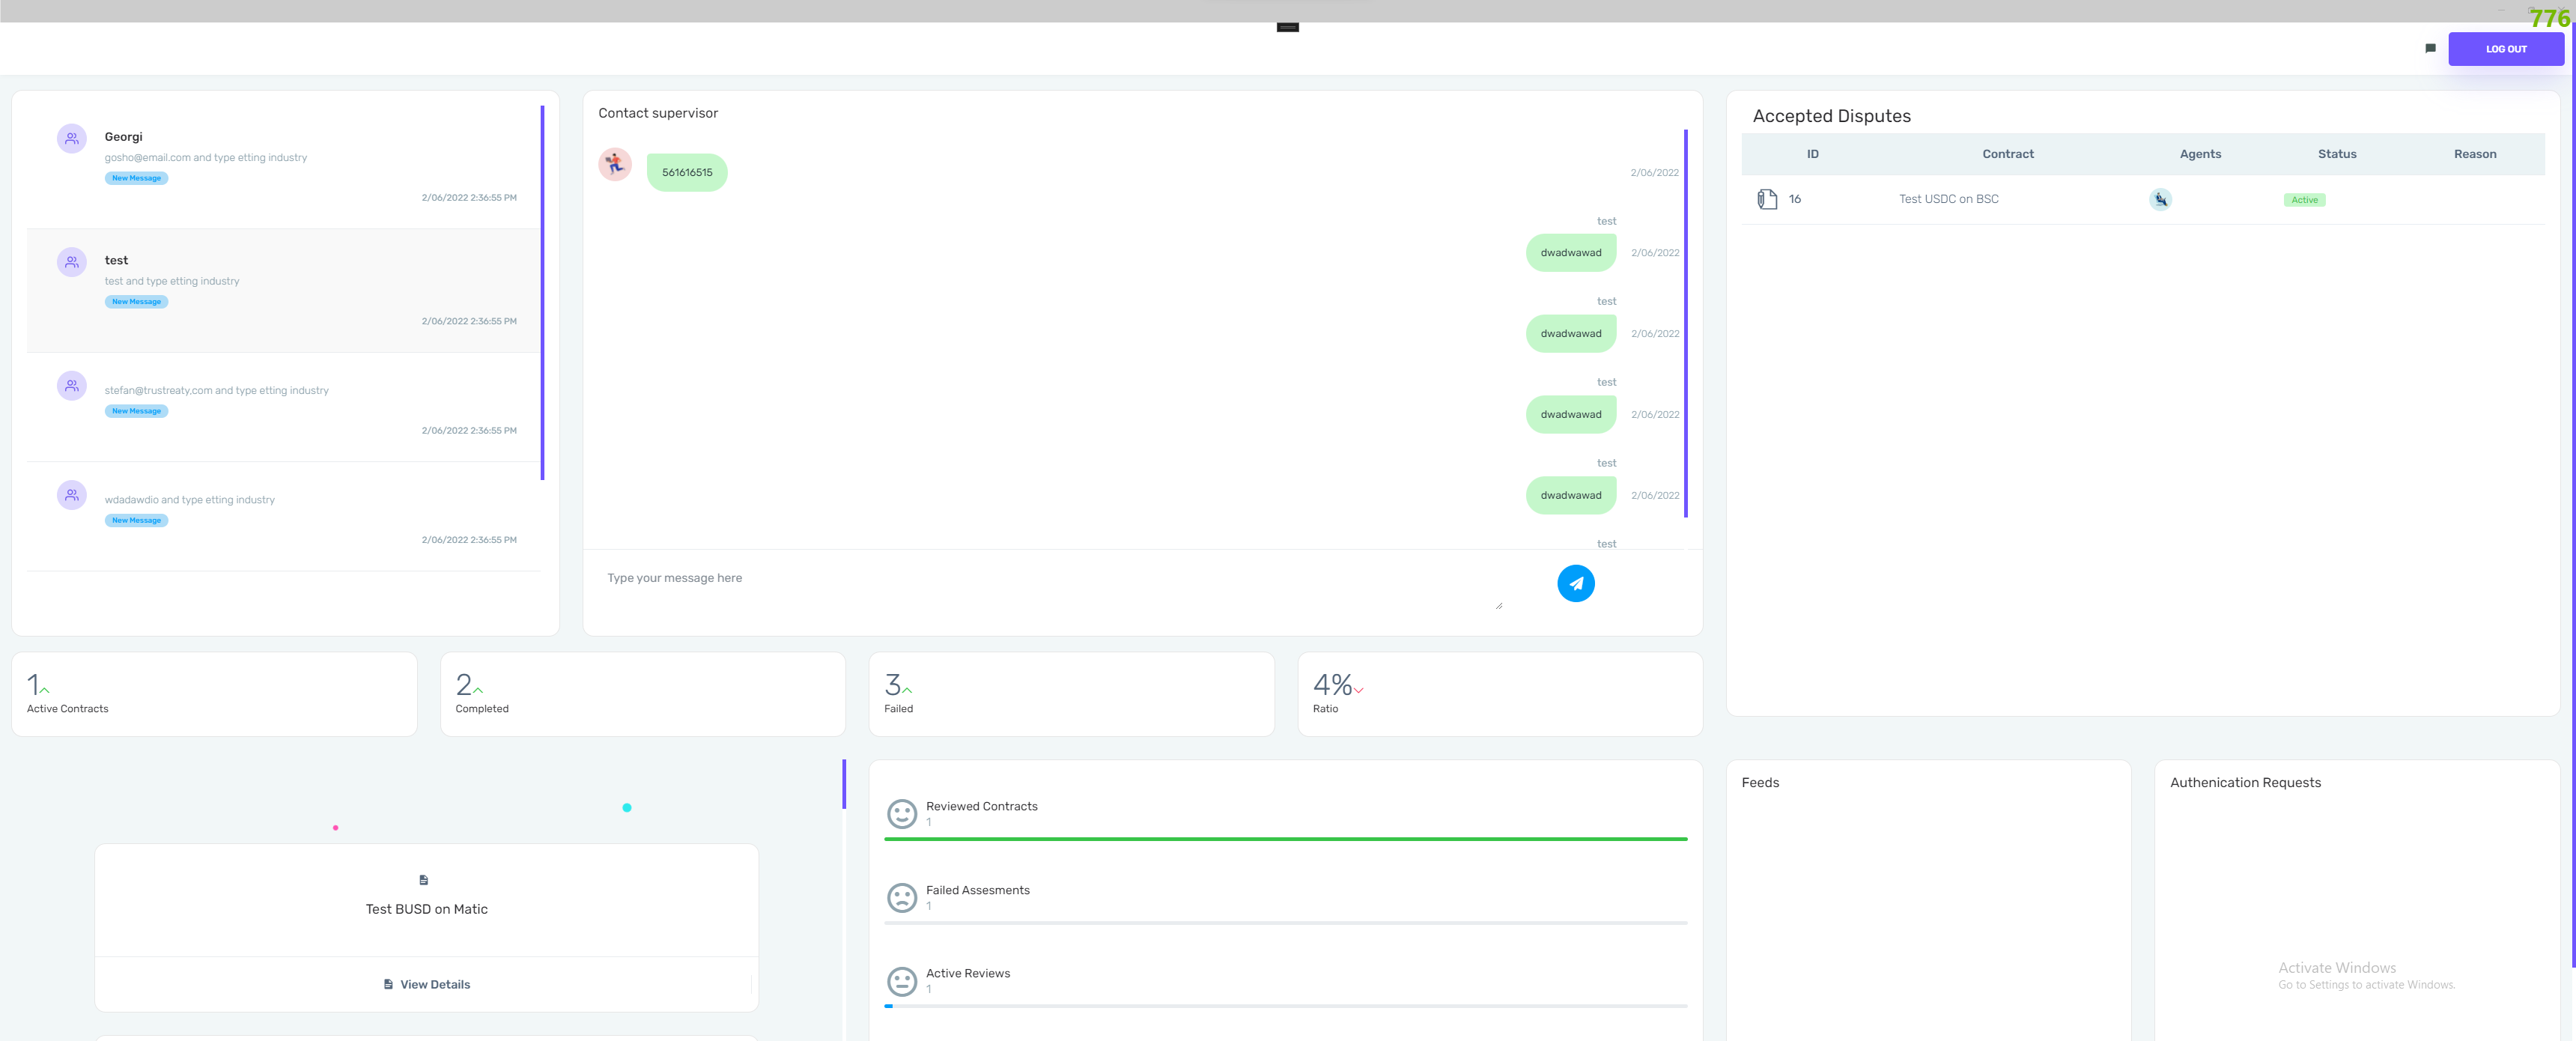 776
LOG OUT
Georgi
gosho@email.com and type etting industry
New Message
2/06/2022 2:36:55 PM
test
test and type etting industry
New Message
2/06/2022 2:36:55 PM
stefan@trustreaty,com and type etting industry
New Message
2/06/2022 2:36:55 PM
wdadawdio and type etting industry
New Message
2/06/2022 2:36:55 PM
Contact supervisor
561616515
2/06/2022
test
dwadwawad
2/06/2022
test
dwadwawad
2/06/2022
test
dwadwawad
2/06/2022
test
dwadwawad
2/06/2022
test
Type your message here
Accepted Disputes
ID Contract Agents Status Reason
16 Test USDC on BSC Active
1
Active Contracts
2
Completed
3
Failed
4%
Ratio
Test BUSD on Matic
View Details
Reviewed Contracts
1
Failed Assesments
1
Active Reviews
1
Feeds
Authenication Requests
Activate Windows
Go to Settings to activate Windows.